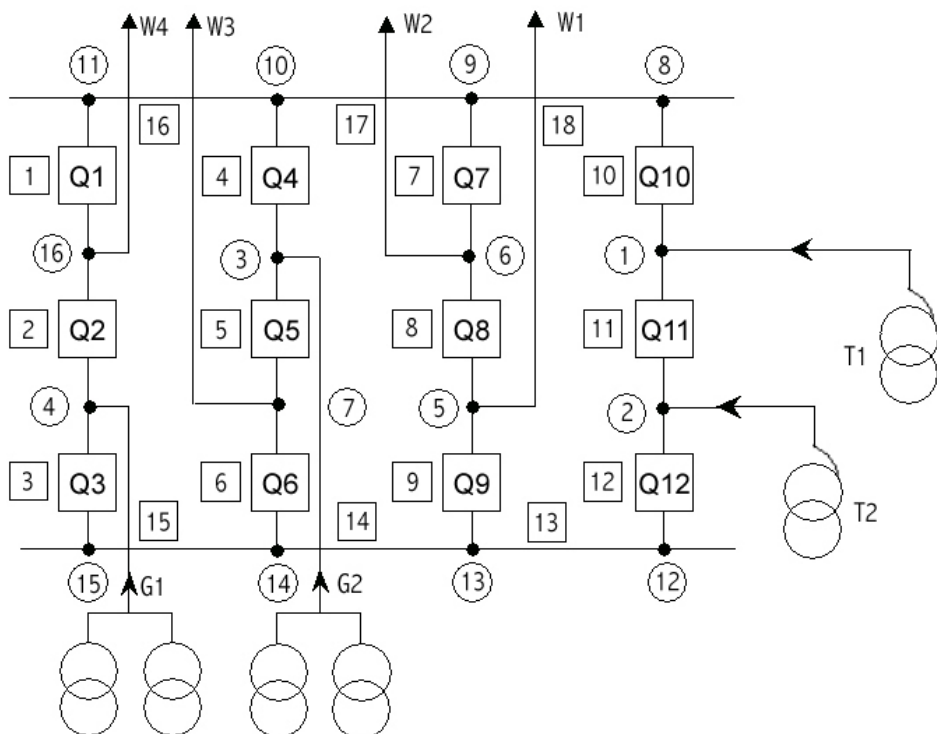 W4 W3 W2 W1
11 10 9 8
16 17 18
1 Q1 4 Q4 7 Q7 10 Q10
16 3 6 1
2 Q2 5 Q5 8 Q8 11 Q11
T1
4 7 5 2
3 Q3 6 Q6 9 Q9 12 Q12
T2
15 14 13
15 G1 14 G2 13 12